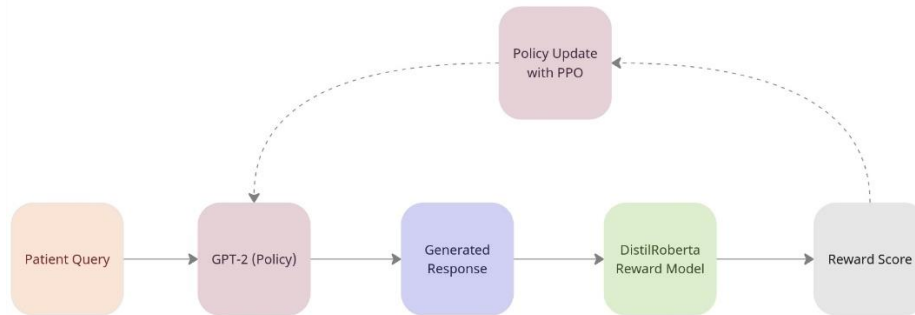 Policy Update
with PPO
Patient Query
GPT-2 (Policy)
Generated
Response
DistilRoberta
Reward Model
Reward Score